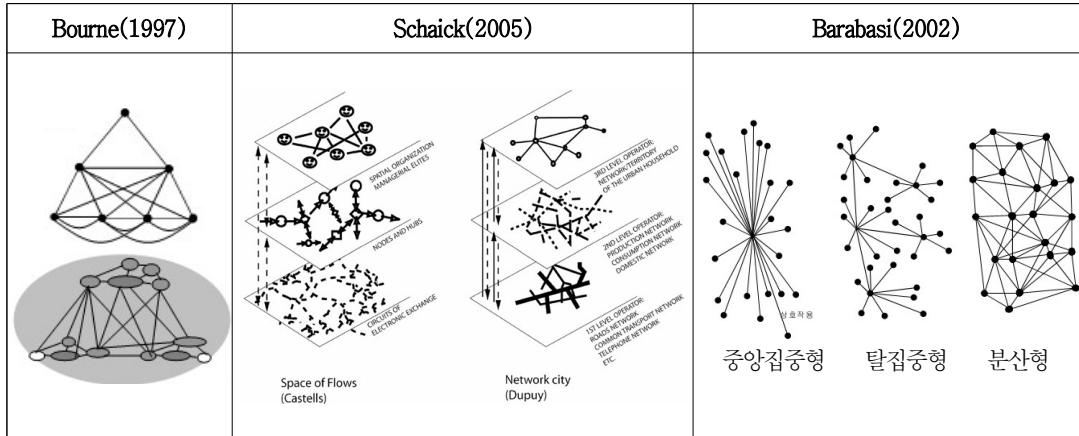 Bourne(1997)
Schaick(2005)
Barabasi(2002)
SPATIAL ORGANIZATION
MANAGERIAL ELITES
NODES AND HUBS
CIRCUITS OF
ELECTRONIC EXCHANGE
Space of Flows
(Castells)
3RD LEVEL OPERATOR:
NETWORK/TERRITORY
OF THE URBAN HOUSEHOLD
2ND LEVEL OPERATOR:
PRODUCTION NETWORK
CONSUMPTION NETWORK
DOMESTIC NETWORK
1ST LEVEL OPERATOR:
ROADS NETWORK
COMMON TRANSPORT NETWORK
TELEPHONE NETWORK
ETC.
Network city
(Dupuy)
상호작용
중앙집중형
탈집중형
분산형